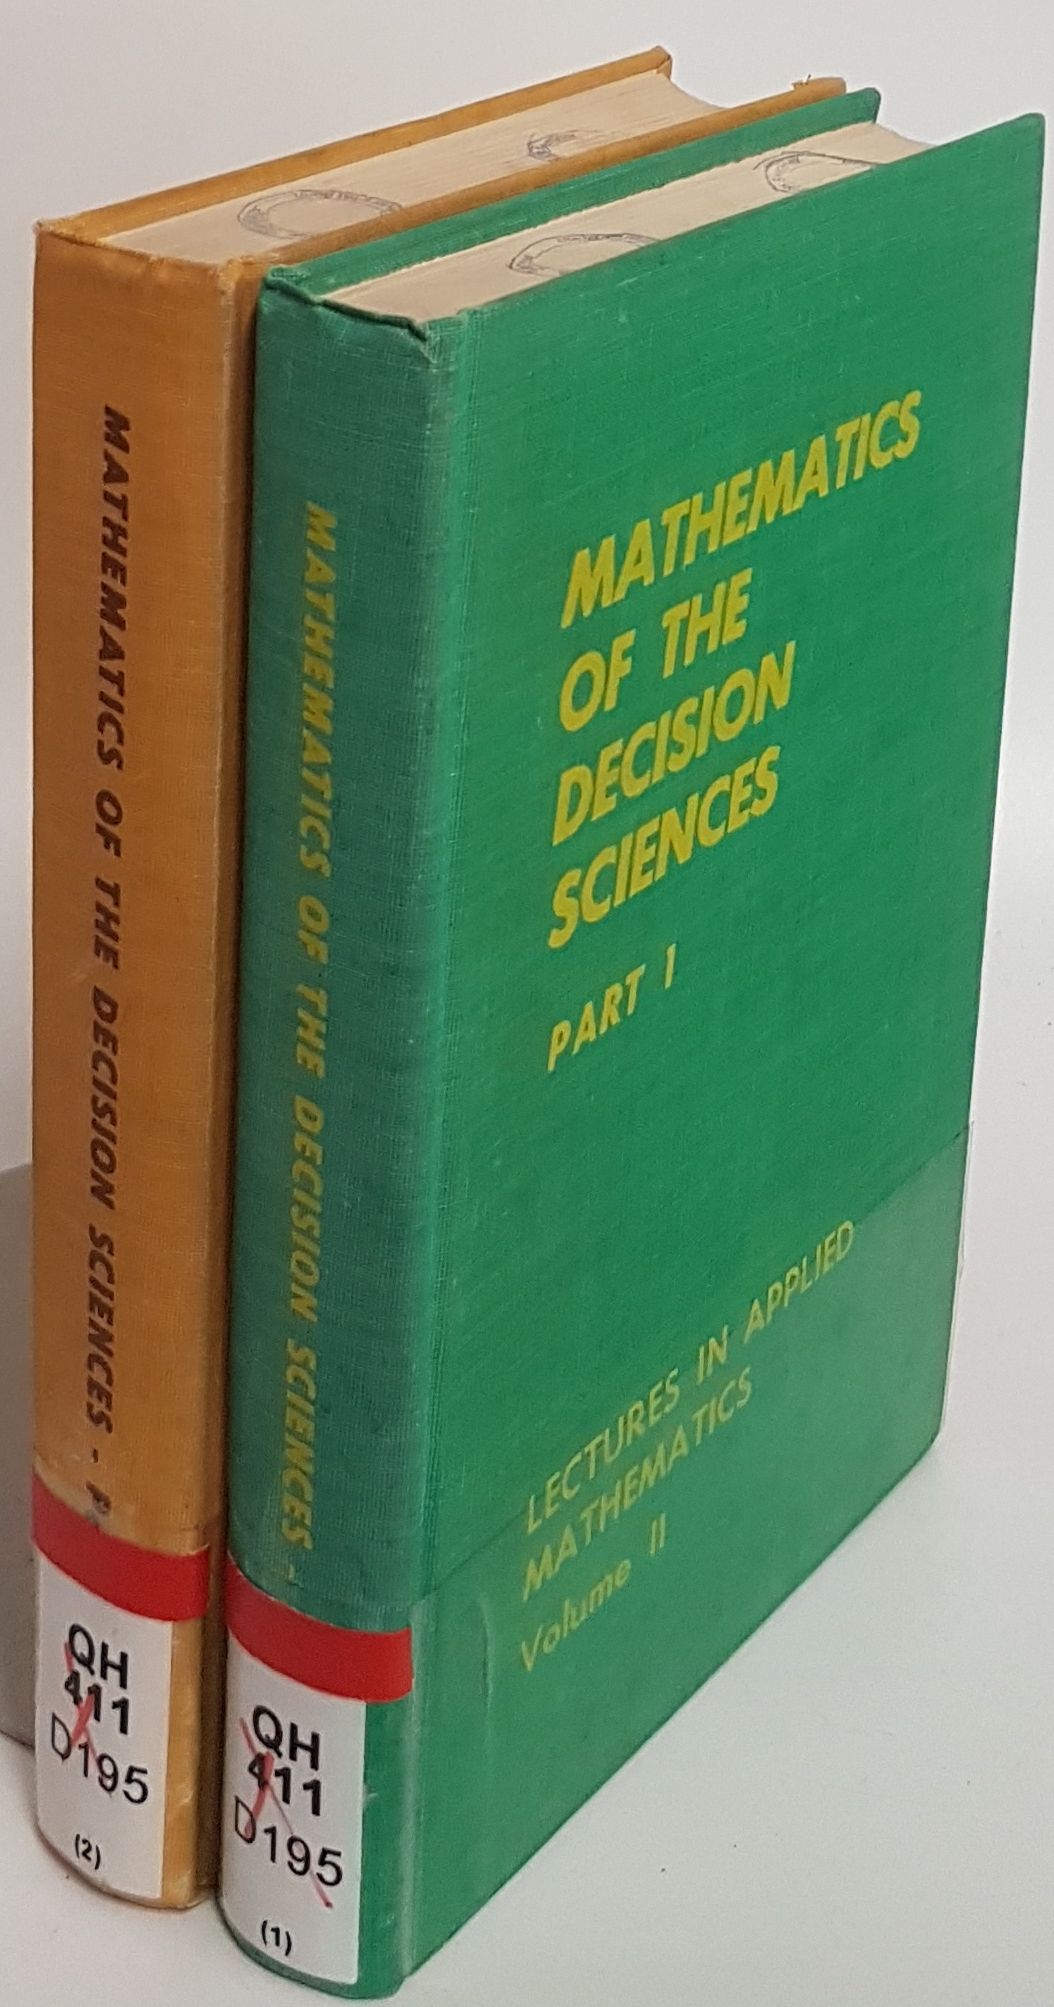 MATHEMATICS OF THE DECISION SCIENCES - P
QH
411
D195
(2)
MATHEMATICS OF THE DECISION SCIENCES -
QH
411
D195
(1)
MATHEMATICS
OF THE
DECISION
SCIENCES
PART 1
LECTURES IN APPLIED
MATHEMATICS
Volume II